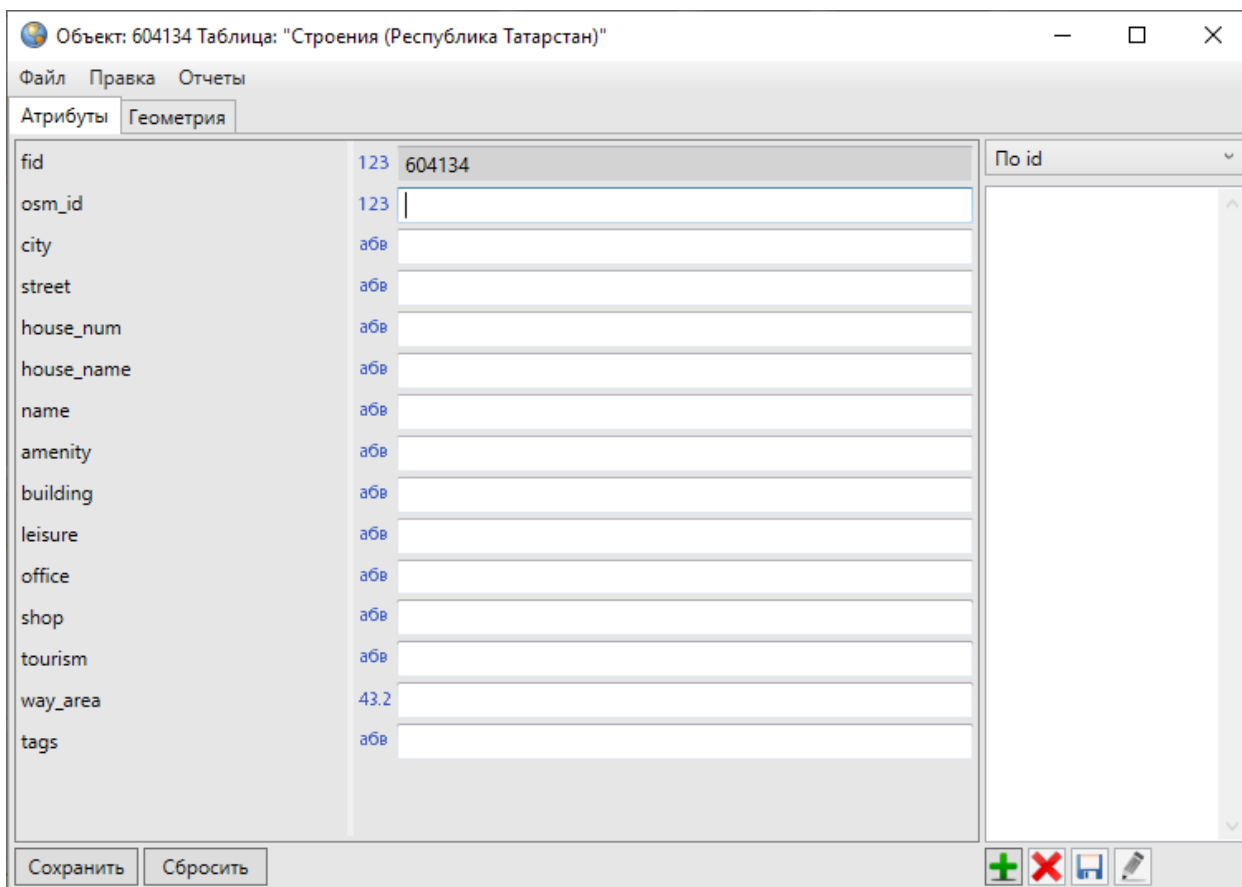 Объект: 604134 Таблица: "Строения (Республика Татарстан)"
Файл Правка Отчеты
Атрибуты Геометрия
fid 123 604134 По id
osm_id 123
city абв
street абв
house_num абв
house_name абв
name абв
amenity абв
building абв
leisure абв
office абв
shop абв
tourism абв
way_area 43.2
tags абв
Сохранить Сбросить